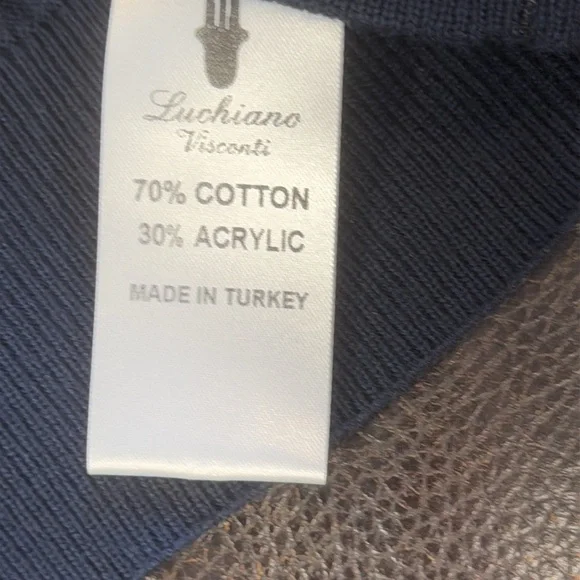 Luchiano
Visconti
70% COTTON
30% ACRYLIC
MADE IN TURKEY